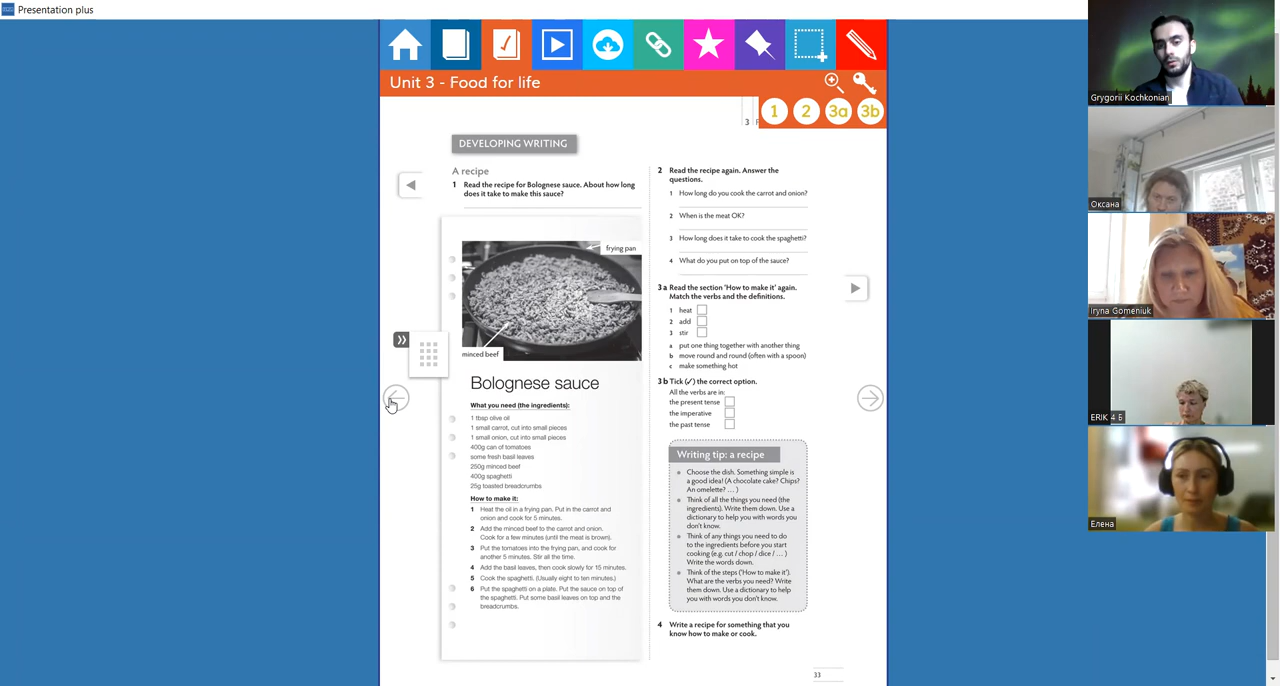 Presentation plus
Unit 3 - Food for life
1 2 3a 3b
3
DEVELOPING WRITING
A recipe
1 Read the recipe for Bolognese sauce. About how long
does it take to make this sauce?
frying pan
minced beef
Bolognese sauce
What you need (the ingredients):
1 tbsp olive oil
1 small carrot, cut into small pieces
1 small onion, cut into small pieces
400g can of tomatoes
some fresh basil leaves
250g minced beef
400g spaghetti
25g toasted breadcrumbs
How to make it:
1 Heat the oil in a frying pan. Put in the carrot and
onion and cook for 5 minutes.
2 Add the minced beef to the carrot and onion.
Cook for a few minutes (until the meat is brown).
3 Put the tomatoes into the frying pan, and cook for
another 5 minutes. Stir all the time.
4 Add the basil leaves, then cook slowly for 15 minutes.
5 Cook the spaghetti. (Usually eight to ten minutes.)
6 Put the spaghetti on a plate. Put the sauce on top of
the spaghetti. Put some basil leaves on top and the
breadcrumbs.
2 Read the recipe again. Answer the
questions.
1 How long do you cook the carrot and onion?
2 When is the meat OK?
3 How long does it take to cook the spaghetti?
4 What do you put on top of the sauce?
3 a Read the section ‘How to make it’ again.
Match the verbs and the definitions.
1 heat
2 add
3 stir
a put one thing together with another thing
b move round and round (often with a spoon)
c make something hot
3 b Tick (✓) the correct option.
All the verbs are in:
the present tense
the imperative
the past tense
Writing tip: a recipe
Choose the dish. Something simple is
a good idea! (A chocolate cake? Chips?
An omelette? ... )
Think of all the things you need (the
ingredients). Write them down. Use a
dictionary to help you with words you
don't know.
Think of any things you need to do
to the ingredients before you start
cooking (e.g. cut / chop / dice / ... )
Write the words down.
Think of the steps (‘How to make it’).
What are the verbs you need? Write
them down. Use a dictionary to help
you with words you don't know.
4 Write a recipe for something that you
know how to make or cook.
33
Grygorii Kochkonian
Оксана
Iryna Gomeniuk
ERIK 4 Б
Елена